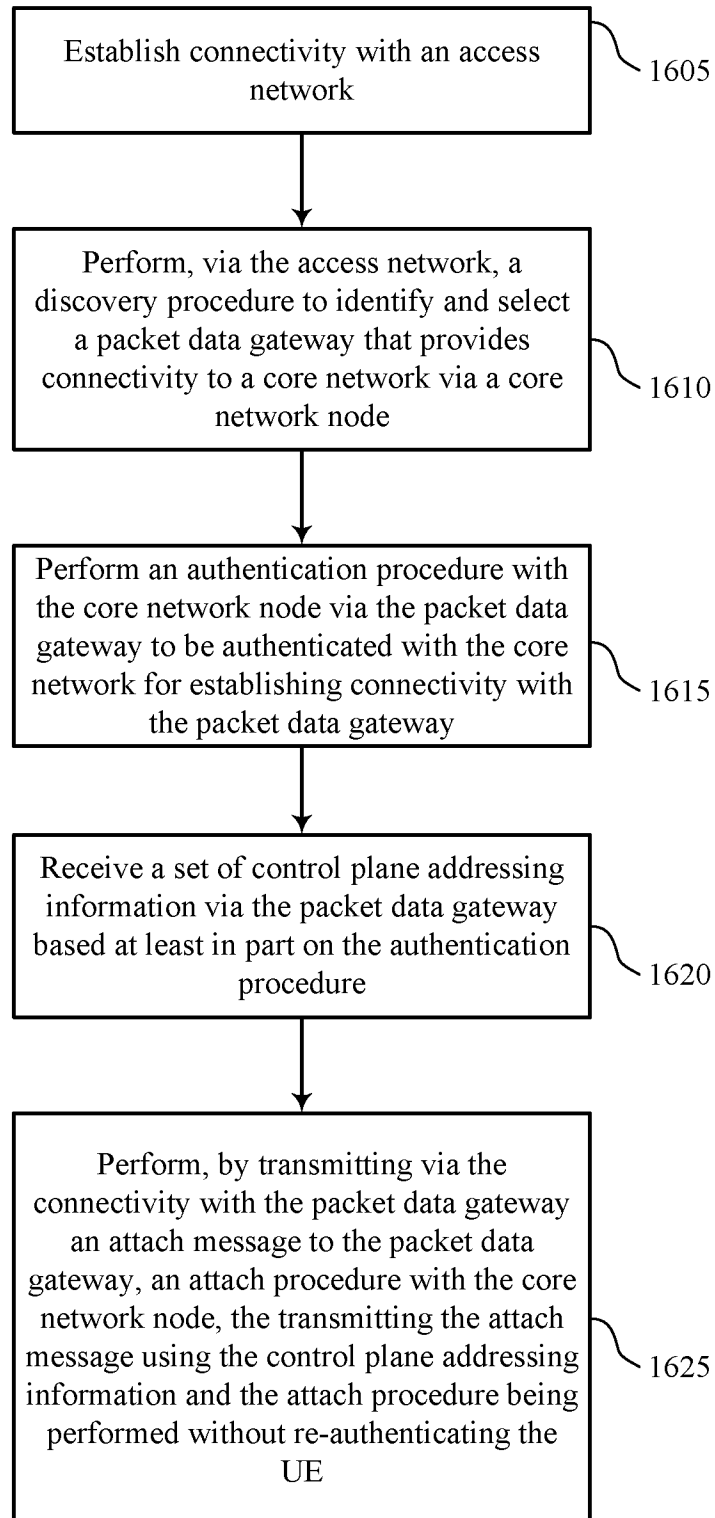 Establish connectivity with an access
network
1605
Perform, via the access network, a
discovery procedure to identify and select
a packet data gateway that provides
connectivity to a core network via a core
network node
1610
Perform an authentication procedure with
the core network node via the packet data
gateway to be authenticated with the core
network for establishing connectivity with
the packet data gateway
1615
Receive a set of control plane addressing
information via the packet data gateway
based at least in part on the authentication
procedure
1620
Perform, by transmitting via the
connectivity with the packet data gateway
an attach message to the packet data
gateway, an attach procedure with the core
network node, the transmitting the attach
message using the control plane addressing
information and the attach procedure being
performed without re-authenticating the
UE
1625